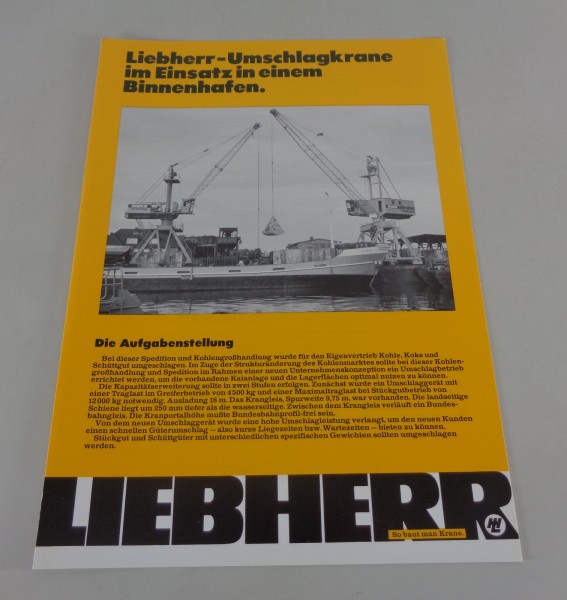 Liebherr-Umschlagkrane
im Einsatz in einem
Binnenhafen.
Die Aufgabenstellung
Bei dieser Spedition und Kohlengroßhandlung wurde für den Eigenvertrieb Kohle, Koks und
Schüttgut umgeschlagen. Im Zuge der Strukturänderung des Kohlenmarktes sollte bei dieser Kohlen-
großhandlung und Spedition im Rahmen einer neuen Unternehmenskonzeption ein Umschlagbetrieb
errichtet werden, um die vorhandene Kaianlage und die Lagerflächen optimal nutzen zu können.
Die Kapazitätserweiterung sollte in zwei Stufen erfolgen. Zunächst wurde ein Umschlaggerät mit
einer Traglast im Greiferbetrieb von 4500 kg und einer Maximaltraglast bei Stückgutbetrieb von
12000 kg notwendig. Ausladung 18 m. Das Krangleis, Spurweite 9,75 m, war vorhanden. Die landseitige
Schiene liegt um 250 mm tiefer als die wasserseitige. Zwischen dem Krangleis verläuft ein Bundes-
bahngleis. Die Kranportalhöhe mußte Bundesbahnprofil-frei sein.
Von dem neuen Umschlaggerät wurde eine hohe Umschlagleistung verlangt, um den neuen Kunden
einen schnellen Güterumschlag – also kurze Liegezeiten bzw. Wartezeiten – bieten zu können.
Stückgut und Schüttgüter mit unterschiedlichen spezifischen Gewichten sollten umgeschlagen
werden.
LIEBHERR
So baut man Krane.